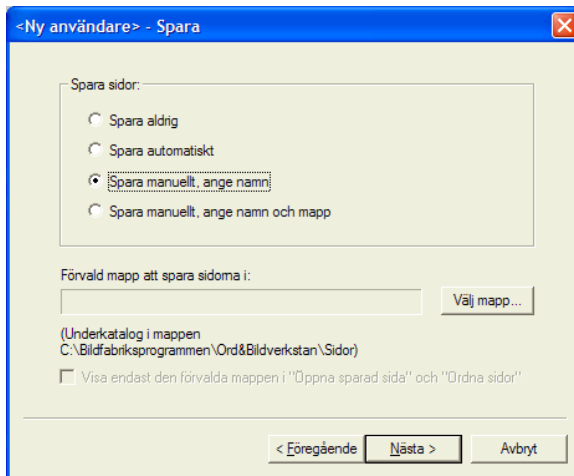 <Ny användare> - Spara
Spara sidor:
Spara aldrig
Spara automatiskt
Spara manuellt, ange namn
Spara manuellt, ange namn och mapp
Förvald mapp att spara sidorna i:
Välj mapp...
(Underkatalog i mappen
C:\Bildfabriksprogrammen\Ord&Bildverkstan\Sidor)
Visa endast den förvalda mappen i "Öppna sparad sida" och "Ordna sidor"
< Föregående Nästa > Avbryt